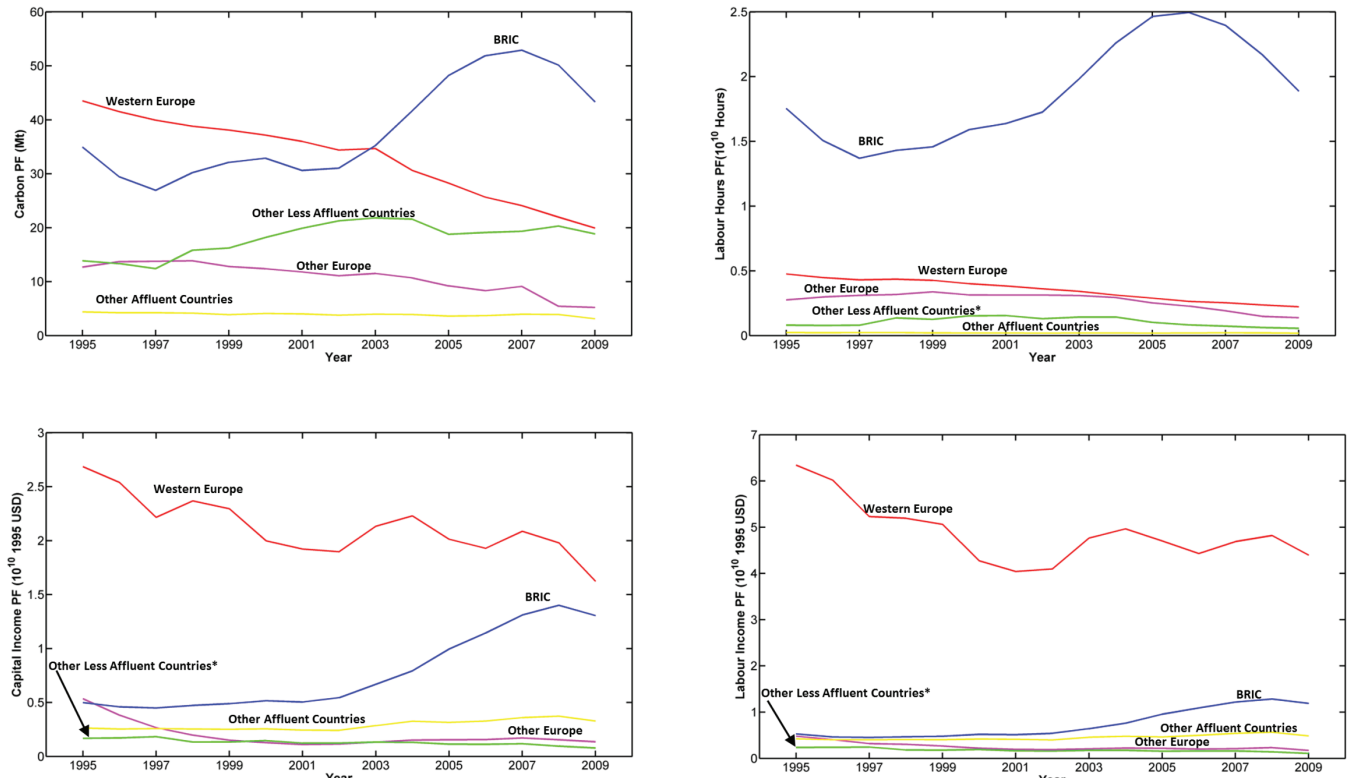 60
50
40
30
20
10
0
Carbon PF (Mt)
BRIC
Western Europe
Other Less Affluent Countries
Other Europe
Other Affluent Countries
1995 1997 1999 2001 2003 2005 2007 2009
Year
2.5
2
1.5
1
0.5
0
Labour Hours PF(10^10 Hours)
BRIC
Western Europe
Other Europe
Other Less Affluent Countries*
Other Affluent Countries
1995 1997 1999 2001 2003 2005 2007 2009
Year
3
2.5
2
1.5
1
0.5
0
Capital Income PF (10^10 1995 USD)
Western Europe
BRIC
Other Less Affluent Countries*
Other Affluent Countries
Other Europe
1995 1997 1999 2001 2003 2005 2007 2009
Year
7
6
5
4
3
2
1
0
Labour Income PF (10^10 1995 USD)
Western Europe
Other Less Affluent Countries*
BRIC
Other Affluent Countries
Other Europe
1995 1997 1999 2001 2003 2005 2007 2009
Year